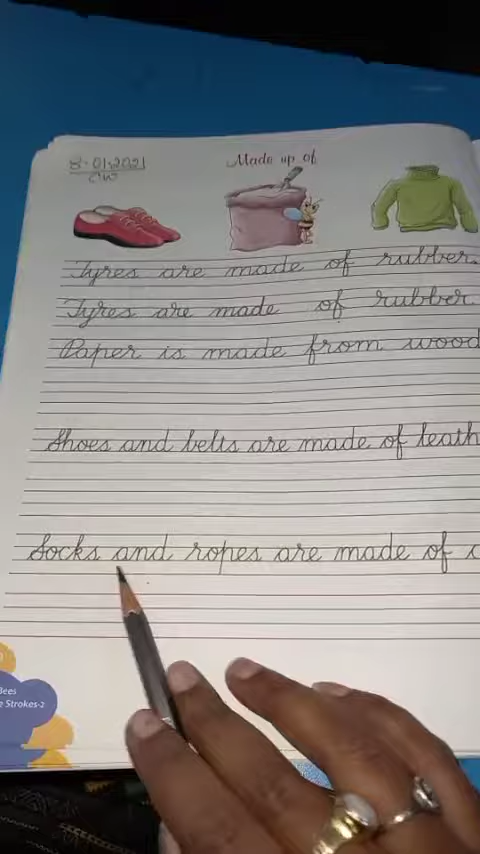 8.01.2021
CW
Made up of
Tyres are made of rubber.
Tyres are made of rubber.
Paper is made from wood
Shoes and belts are made of leath
Socks and ropes are made of c
Bees
Strokes-2